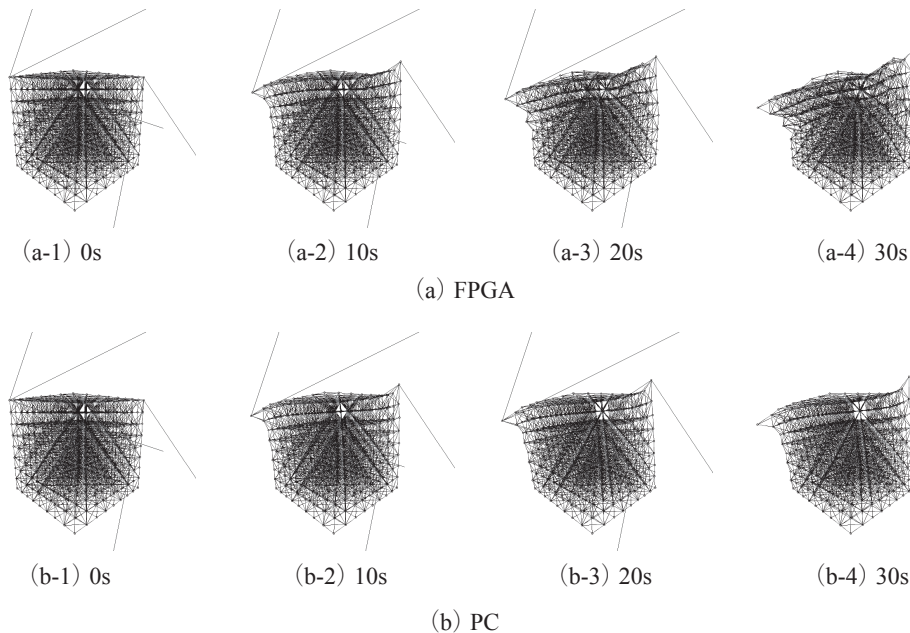 (a-1) 0s (a-2) 10s (a-3) 20s (a-4) 30s
(a) FPGA
(b-1) 0s (b-2) 10s (b-3) 20s (b-4) 30s
(b) PC